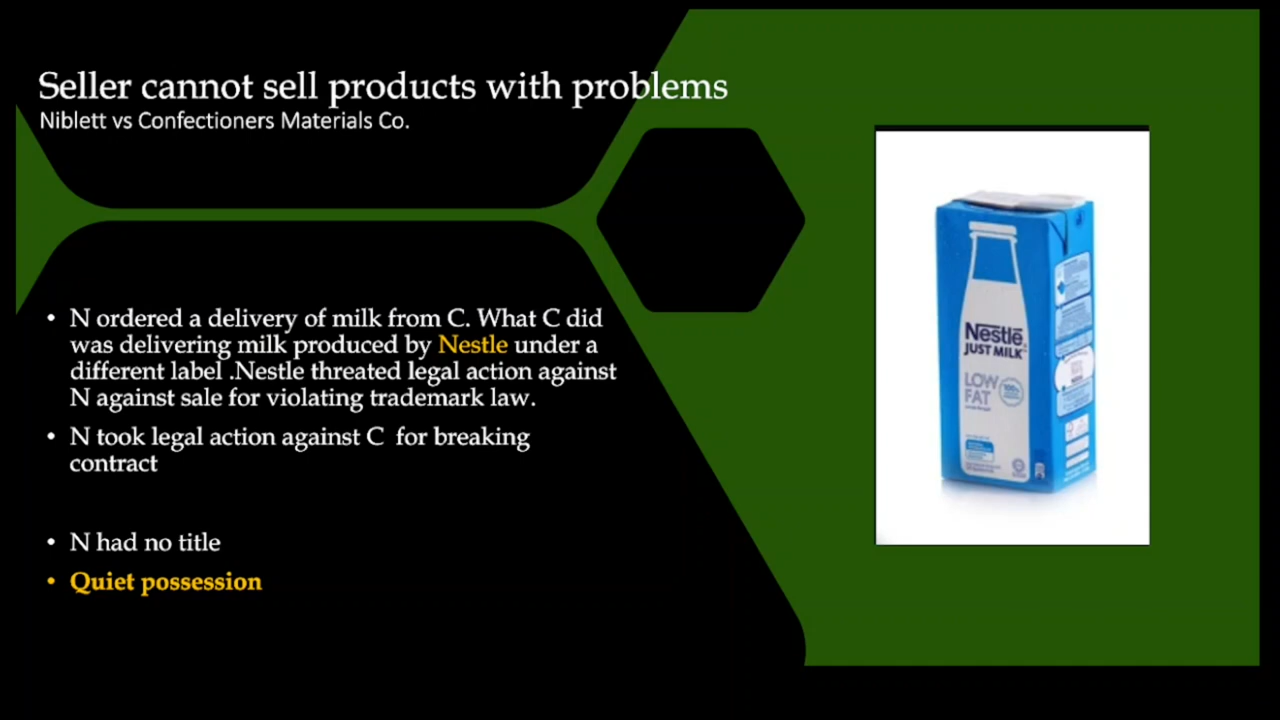 Seller cannot sell products with problems
Niblett vs Confectioners Materials Co.
• N ordered a delivery of milk from C. What C did
was delivering milk produced by Nestle under a
different label .Nestle threated legal action against
N against sale for violating trademark law.
• N took legal action against C for breaking
contract
• N had no title
• Quiet possession
Nestlē
JUST MILK
LOW
FAT
100%